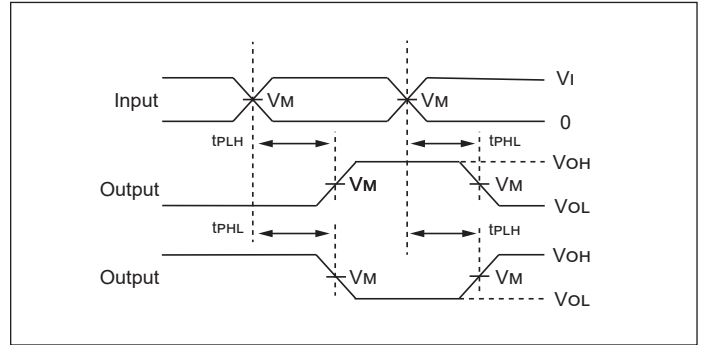 VI
Input VM VM
0
tPLH tPHL
VOH
Output VM VM
VOL
tPHL tPLH
VOH
Output VM VM
VOL